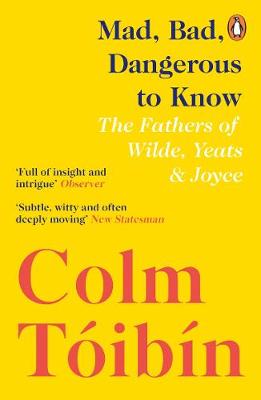 Mad, Bad,
Dangerous
to Know
The Fathers of
Wilde, Yeats
& Joyce
‘Full of insight and
intrigue’ Observer
‘Subtle, witty and often
deeply moving’ New Statesman
Colm
Tóibín